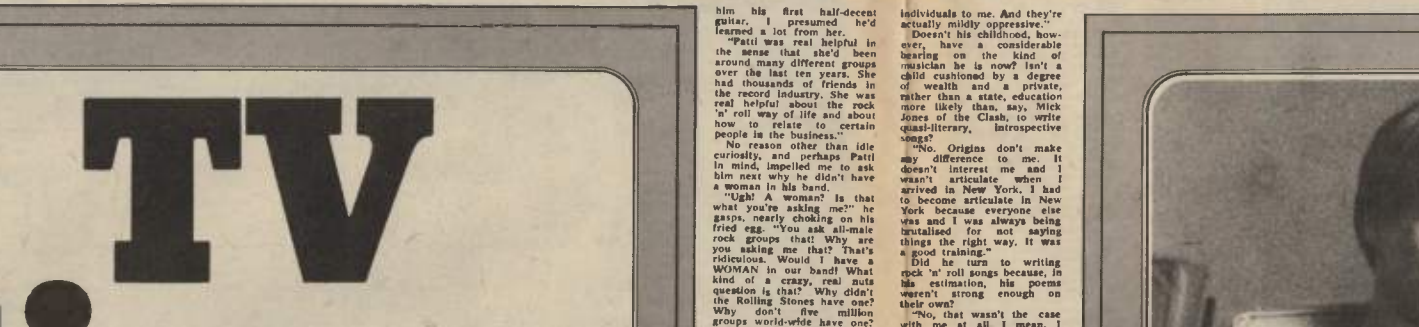 TV
him his first half-decent
guitar. I presumed he'd
learned a lot from her.
"Patti was real helpful in
the sense that she'd been
around many different groups
over the last ten years. She
had thousands of friends in
the record industry. She was
real helpful about the rock
'n' roll way of life and about
how to relate to certain
people in the business."
No reason other than idle
curiosity, and perhaps Patti
in mind, impelled me to ask
him next why he didn't have
a woman in his band.
"Ugh! A woman? Is that
what you're asking me?" he
gasps, nearly choking on his
fried egg. "You ask all-male
rock groups that! Why are
you asking me that? That's
ridiculous. Would I have a
WOMAN in our band! What
kind of a crazy, real nuts
question is that? Why didn't
the Rolling Stones have one?
Why don't five million
groups world-wide have one?
individuals to me. And they're
actually mildly oppressive."
Doesn't his childhood, how-
ever, have a considerable
bearing on the kind of
musician he is now? Isn't a
child cushioned by a degree
of wealth and a private,
rather than a state, education
more likely than, say, Mick
Jones of the Clash, to write
quasi-literary, introspective
songs?
"No. Origins don't make
any difference to me. It
doesn't interest me and I
wasn't articulate when I
arrived in New York. I had
to become articulate in New
York because everyone else
was and I was always being
brutalised for not saying
things the right way. It was
a good training."
Did he turn to writing
rock 'n' roll songs because, in
his estimation, his poems
weren't strong enough on
their own?
"No, that wasn't the case
with me at all. I mean, I